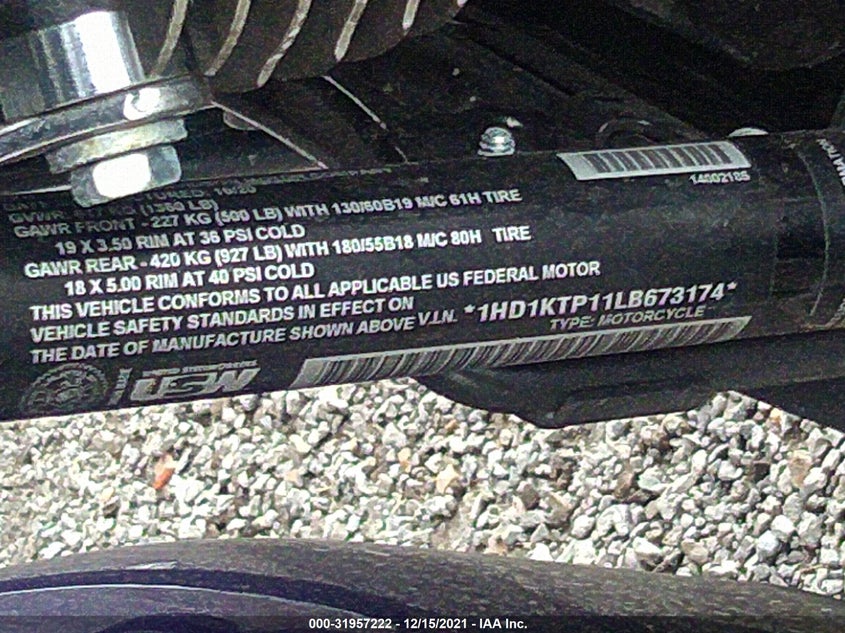 14002185
GAWR FRONT - 227 KG (500 LB) WITH 130/60B19 M/C 61H TIRE
19 X 3.50 RIM AT 36 PSI COLD
GAWR REAR - 420 KG (927 LB) WITH 180/55B18 M/C 80H TIRE
18 X 5.00 RIM AT 40 PSI COLD
THIS VEHICLE CONFORMS TO ALL APPLICABLE US FEDERAL MOTOR
VEHICLE SAFETY STANDARDS IN EFFECT ON
THE DATE OF MANUFACTURE SHOWN ABOVE V.I.N. *1HD1KTP11LB673174*
TYPE: MOTORCYCLE
UNITED STEELWORKERS
USW
000-31957222 - 12/15/2021 - IAA Inc.